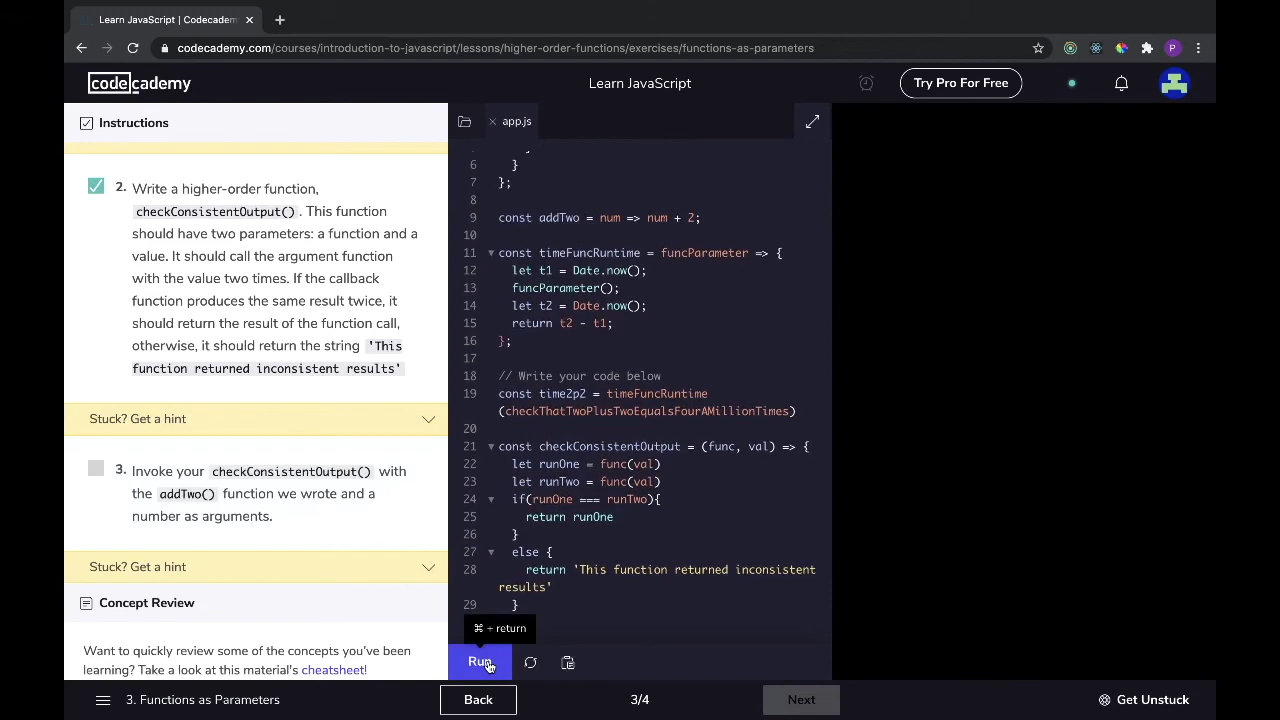 Learn JavaScript | Codecadem
codecademy.com/courses/introduction-to-javascript/lessons/higher-order-functions/exercises/functions-as-parameters
P
codecademy
Learn JavaScript
Try Pro For Free
Instructions
2. Write a higher-order function,
checkConsistentOutput(). This function
should have two parameters: a function and a
value. It should call the argument function
with the value two times. If the callback
function produces the same result twice, it
should return the result of the function call,
otherwise, it should return the string 'This
function returned inconsistent results'
Stuck? Get a hint
3. Invoke your checkConsistentOutput() with
the addTwo() function we wrote and a
number as arguments.
Stuck? Get a hint
Concept Review
Want to quickly review some of the concepts you've been
learning? Take a look at this material's cheatsheet!
app.js
6 }
7 };
8
9 const addTwo = num => num + 2;
10
11 const timeFuncRuntime = funcParameter => {
12 let t1 = Date.now();
13 funcParameter();
14 let t2 = Date.now();
15 return t2 - t1;
16 };
17
18 // Write your code below
19 const time2p2 = timeFuncRuntime
(checkThatTwoPlusTwoEqualsFourAMillionTimes)
20
21 const checkConsistentOutput = (func, val) => {
22 let runOne = func(val)
23 let runTwo = func(val)
24 if(runOne === runTwo){
25 return runOne
26 }
27 else {
28 return 'This function returned inconsistent
results'
29 }
⌘ + return
Run
3. Functions as Parameters
Back
3/4
Next
Get Unstuck